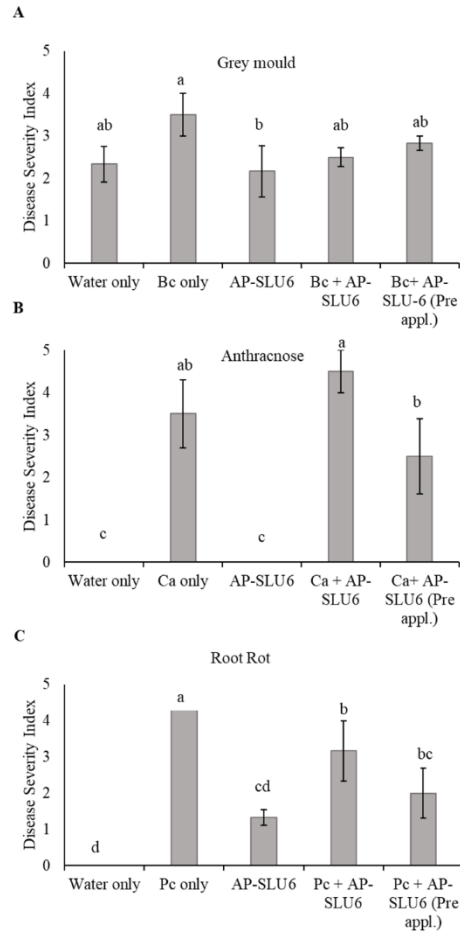 A
Grey mould
Disease Severity Index
5
4
3
2
1
0
ab
a
b
ab
ab
Water only
Bc only
AP-SLU6
Bc + AP-
SLU6
Bc+ AP-
SLU-6 (Pre
appl.)
B
Anthracnose
Disease Severity Index
5
4
3
2
1
0
c
ab
c
a
b
Water only
Ca only
AP-SLU6
Ca + AP-
SLU6
Ca+ AP-
SLU6 (Pre
appl.)
C
Root Rot
Disease Severity Index
5
4
3
2
1
0
d
a
cd
b
bc
Water only
Pc only
AP-SLU6
Pc + AP-
SLU6
Pc + AP-
SLU6 (Pre
appl.)